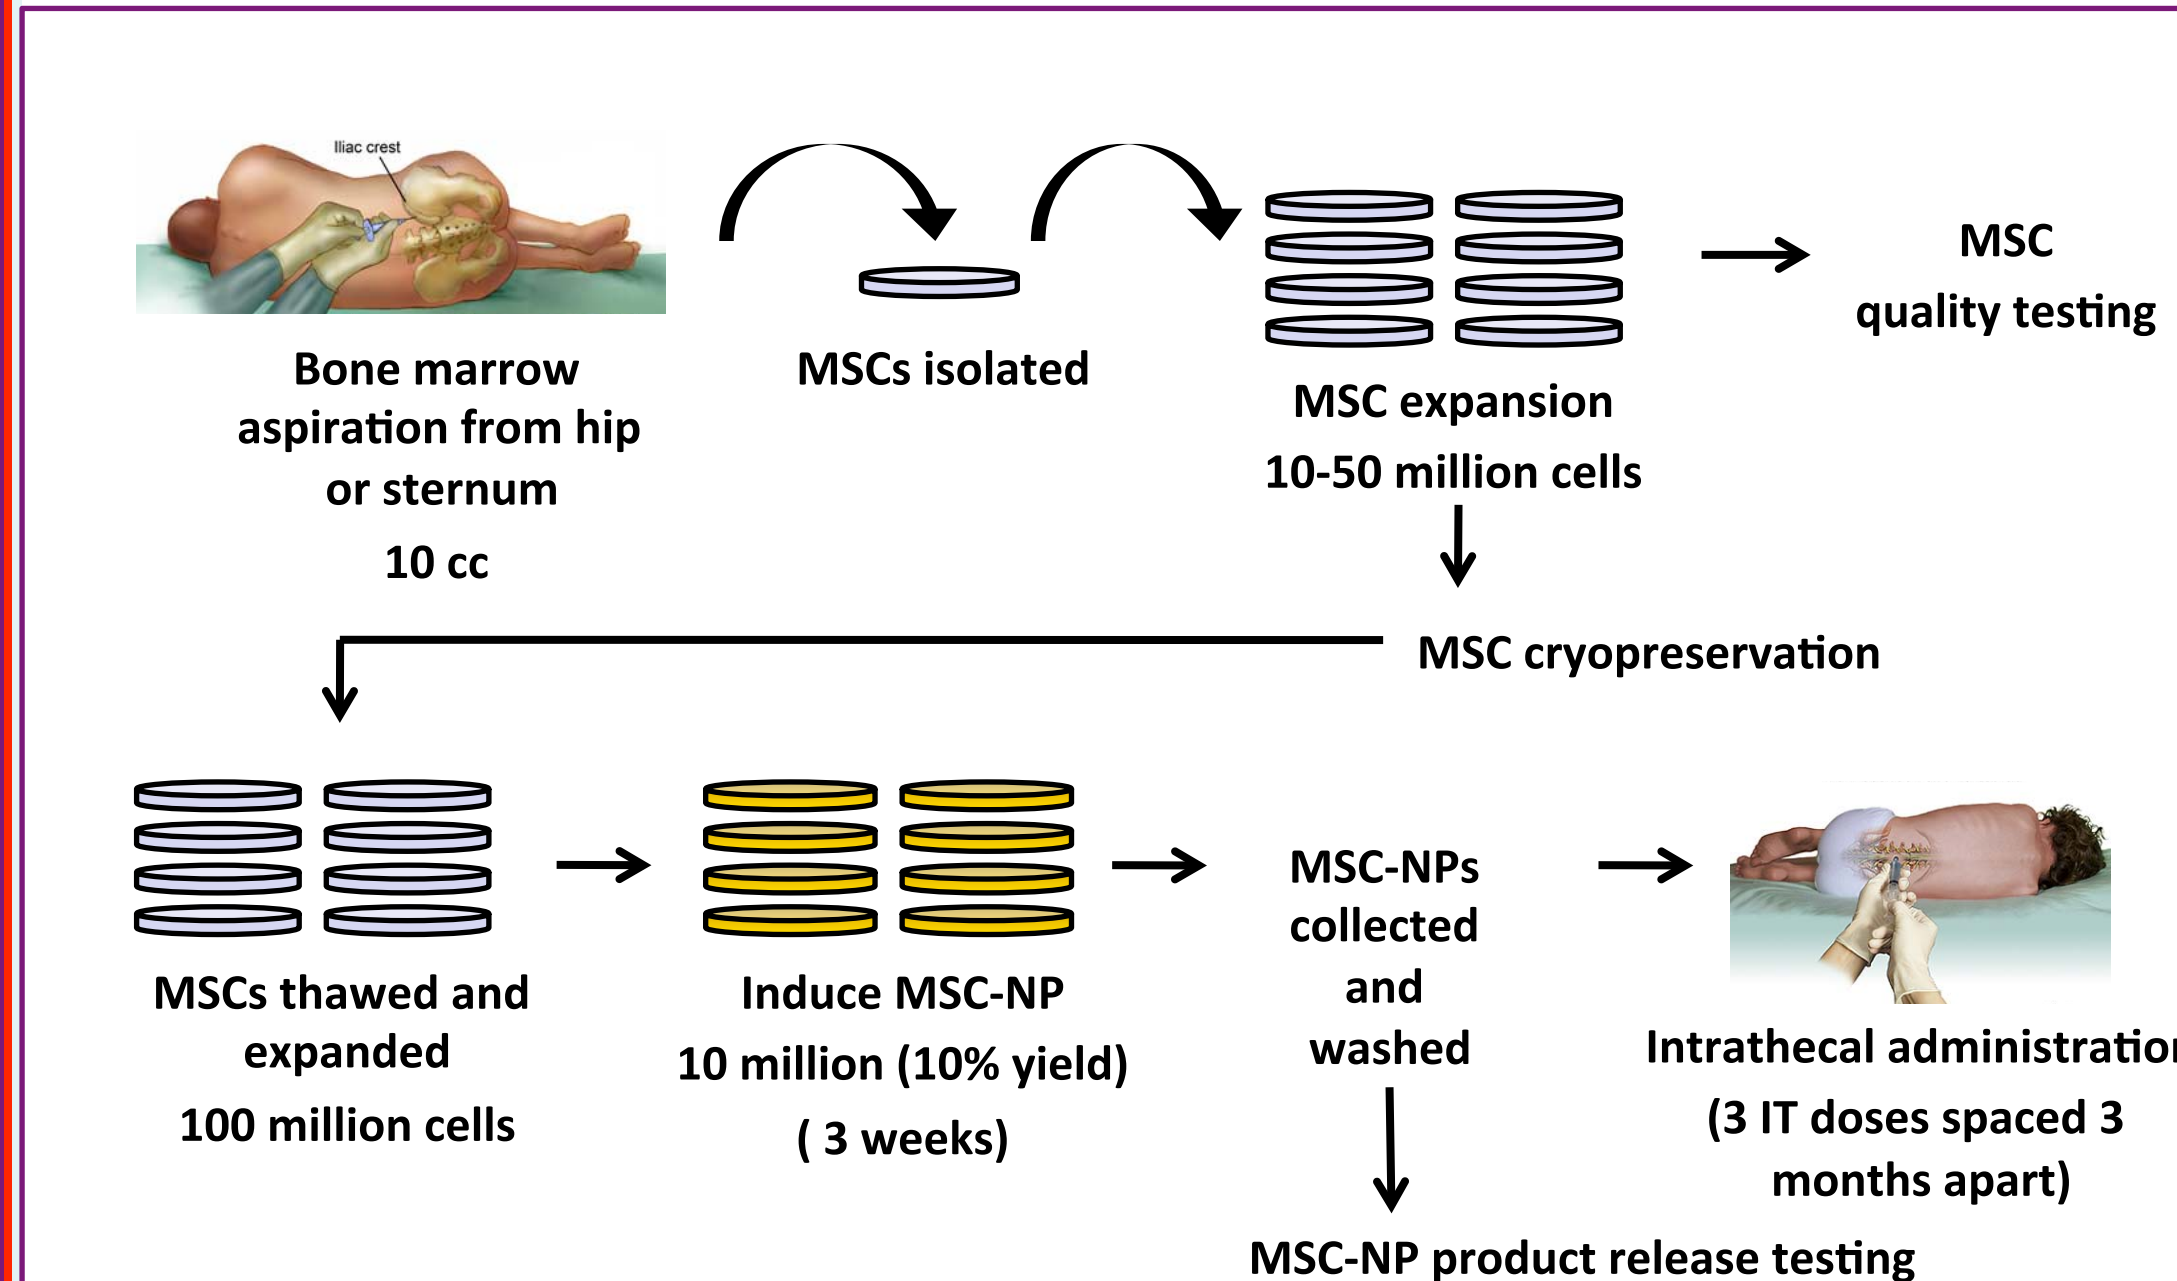 Iliac crest
Bone marrow
aspiration from hip
or sternum
10 cc
MSCs isolated
MSC expansion
10-50 million cells
MSC
quality testing
MSC cryopreservation
MSCs thawed and
expanded
100 million cells
Induce MSC-NP
10 million (10% yield)
( 3 weeks)
MSC-NPs
collected
and
washed
MSC-NP product release testing
Intrathecal administration
(3 IT doses spaced 3
months apart)